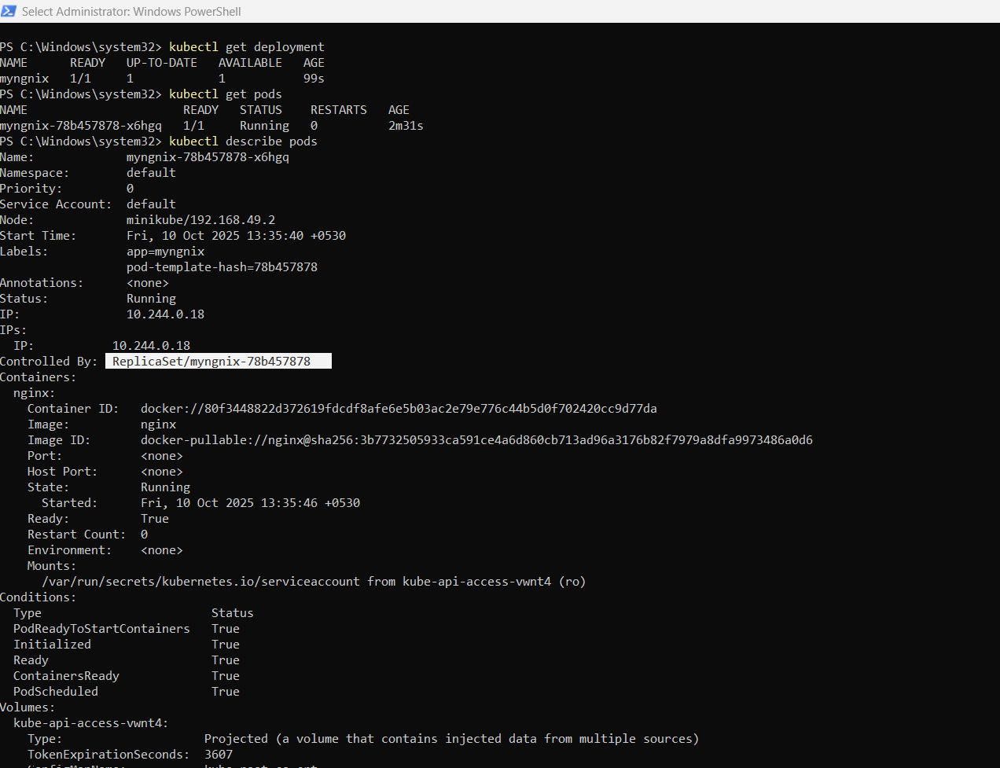 Select Administrator: Windows PowerShell
PS C:\Windows\system32> kubectl get deployment
NAME      READY   UP-TO-DATE   AVAILABLE   AGE
myngnix   1/1     1            1           99s
PS C:\Windows\system32> kubectl get pods
NAME                      READY   STATUS    RESTARTS   AGE
myngnix-78b457878-x6hgq   1/1     Running   0          2m31s
PS C:\Windows\system32> kubectl describe pods
Name:             myngnix-78b457878-x6hgq
Namespace:        default
Priority:         0
Service Account:  default
Node:             minikube/192.168.49.2
Start Time:       Fri, 10 Oct 2025 13:35:40 +0530
Labels:           app=myngnix
                  pod-template-hash=78b457878
Annotations:      <none>
Status:           Running
IP:               10.244.0.18
IPs:
  IP:           10.244.0.18
Controlled By:  ReplicaSet/myngnix-78b457878
Containers:
  nginx:
    Container ID:   docker://80f3448822d372619fdcdf8afe6e5b03ac2e79e776c44b5d0f702420cc9d77da
    Image:          nginx
    Image ID:       docker-pullable://nginx@sha256:3b7732505933ca591ce4a6d860cb713ad96a3176b82f7979a8dfa9973486a0d6
    Port:           <none>
    Host Port:      <none>
    State:          Running
      Started:      Fri, 10 Oct 2025 13:35:46 +0530
    Ready:          True
    Restart Count:  0
    Environment:    <none>
    Mounts:
      /var/run/secrets/kubernetes.io/serviceaccount from kube-api-access-vwnt4 (ro)
Conditions:
  Type                        Status
  PodReadyToStartContainers   True
  Initialized                 True
  Ready                       True
  ContainersReady             True
  PodScheduled                True
Volumes:
  kube-api-access-vwnt4:
    Type:                    Projected (a volume that contains injected data from multiple sources)
    TokenExpirationSeconds:  3607